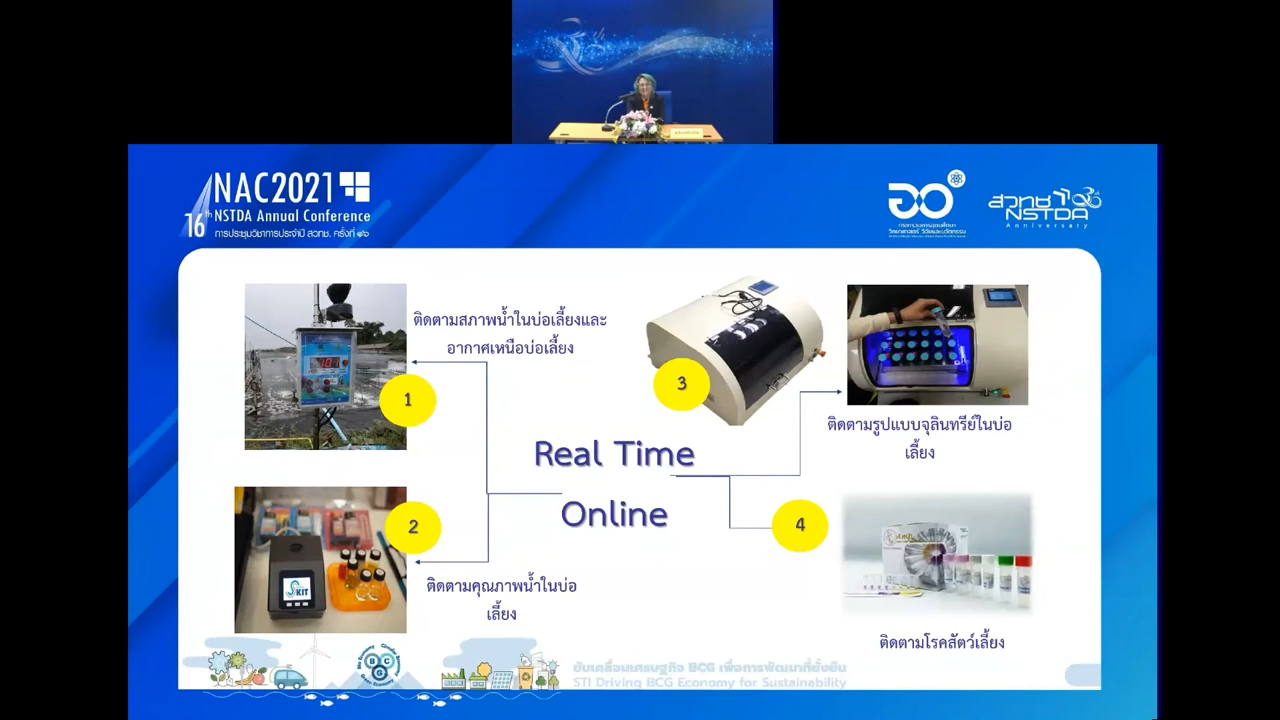 NAC2021
16th NSTDA Annual Conference
การประชุมวิชาการประจำปี สวทช. ครั้งที่ ๑๖
สวทช
NSTDA
Anniversary
ติดตามสภาพน้ำในบ่อเลี้ยงและ
อากาศเหนือบ่อเลี้ยง
1
3
ติดตามรูปแบบจุลินทรีย์ในบ่อ
เลี้ยง
Real Time
Online
2
KIT
ติดตามคุณภาพน้ำในบ่อ
เลี้ยง
4
ติดตามโรคสัตว์เลี้ยง
BCG
ขับเคลื่อนเศรษฐกิจ BCG เพื่อการพัฒนาที่ยั่งยืน
STI Driving BCG Economy for Sustainability